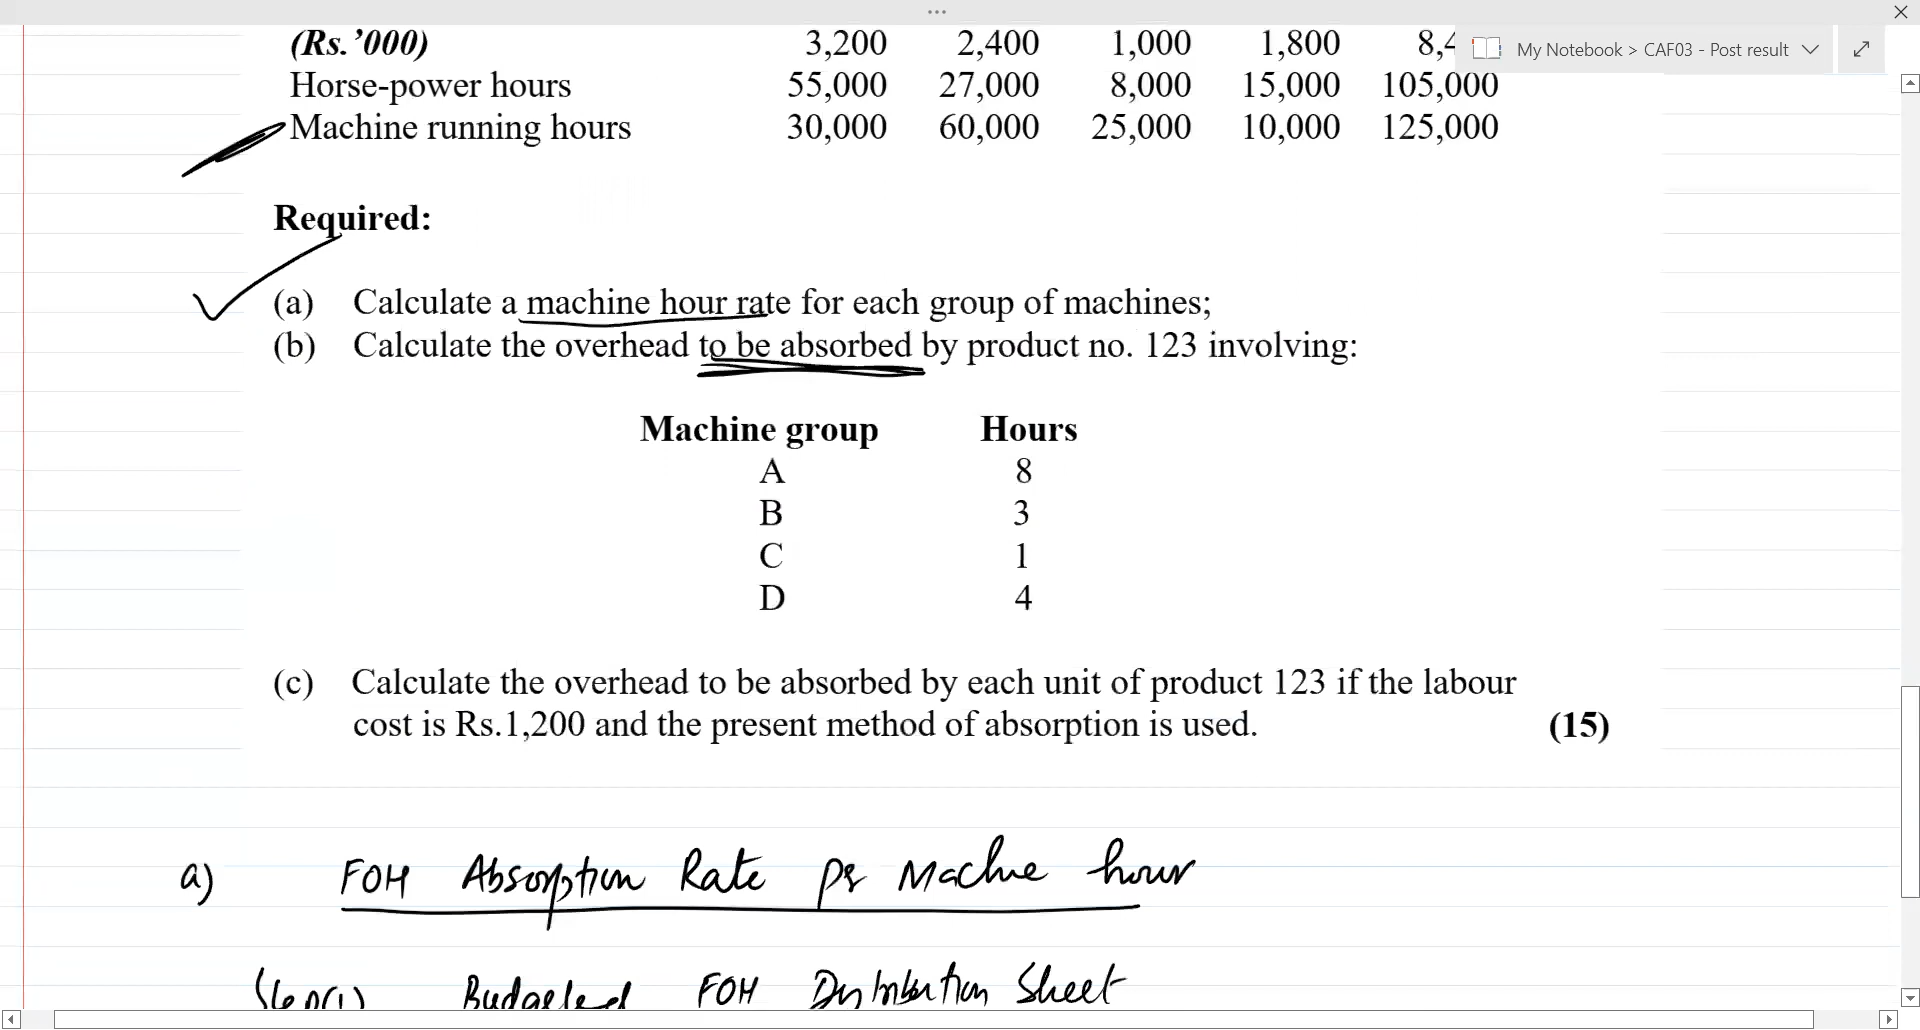 My Notebook > CAF03 - Post result
(Rs.’000) 3,200 2,400 1,000 1,800 8,4
Horse-power hours 55,000 27,000 8,000 15,000 105,000
Machine running hours 30,000 60,000 25,000 10,000 125,000
Required:
(a) Calculate a machine hour rate for each group of machines;
(b) Calculate the overhead to be absorbed by product no. 123 involving:
Machine group Hours
A 8
B 3
C 1
D 4
(c) Calculate the overhead to be absorbed by each unit of product 123 if the labour
cost is Rs.1,200 and the present method of absorption is used. (15)
a) FOH Absorption Rate per Machine hour
Budgeted FOH Distribution Sheet